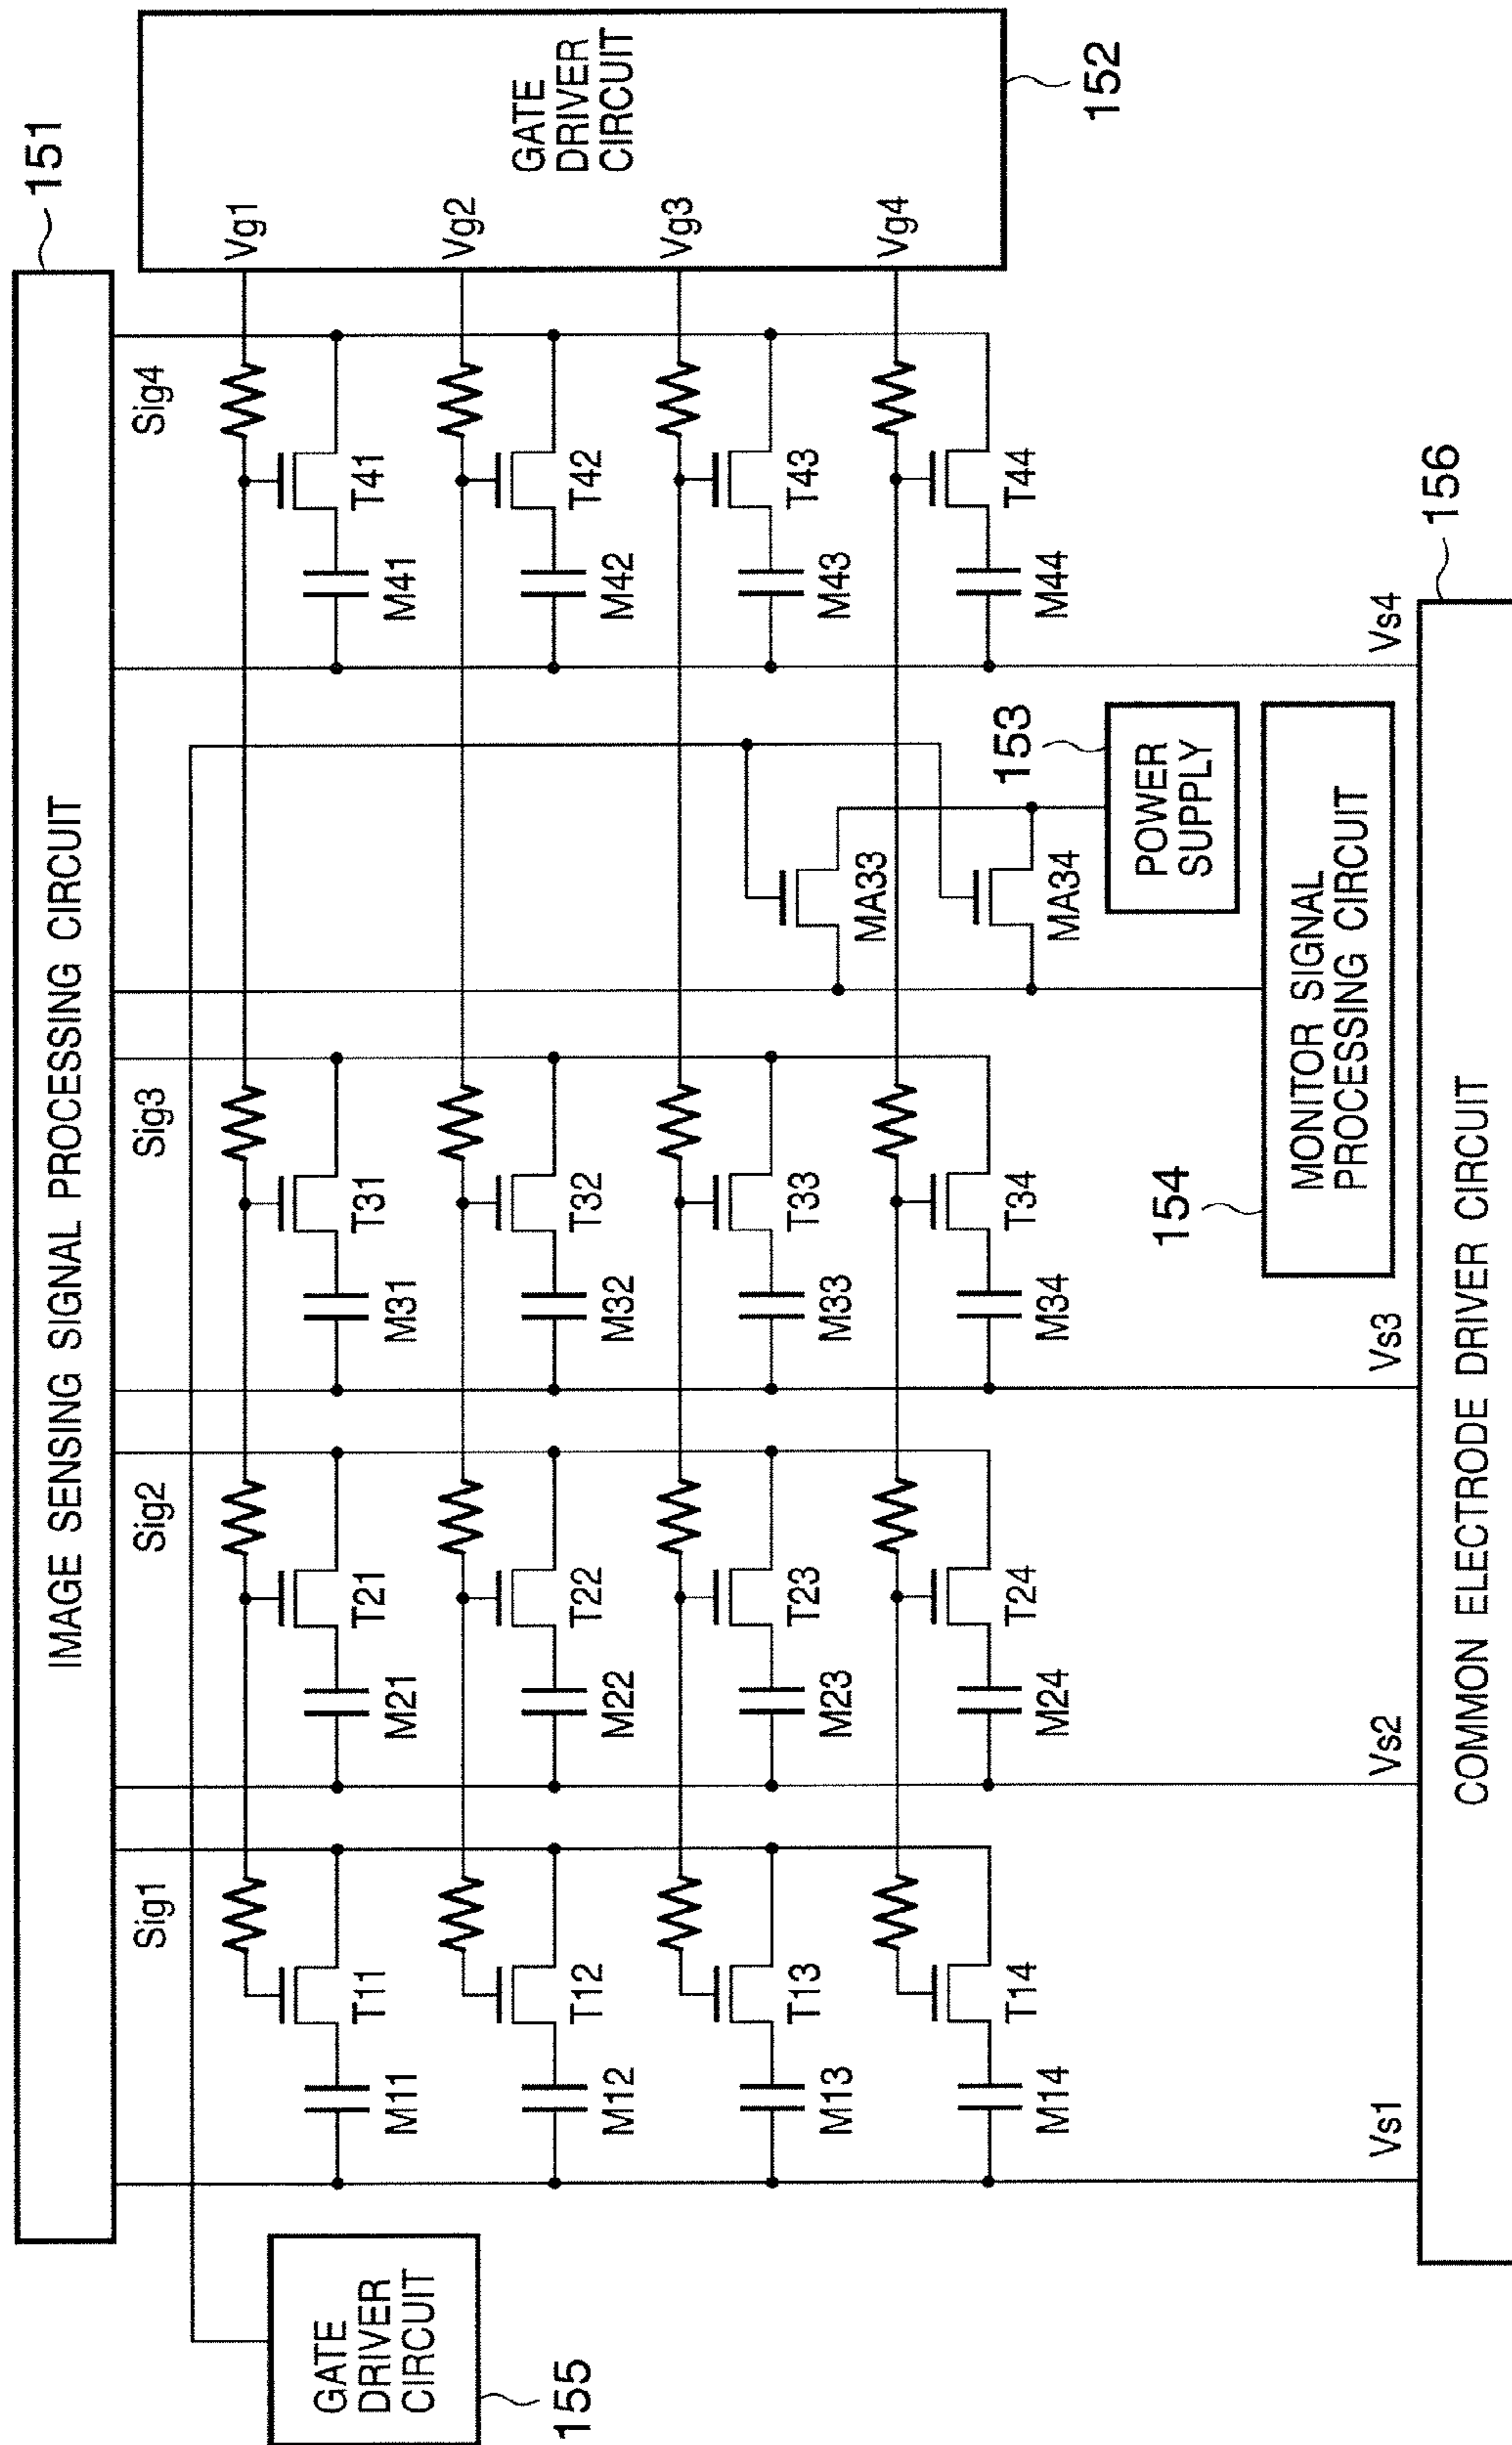 151
IMAGE SENSING SIGNAL PROCESSING CIRCUIT
GATE
DRIVER
CIRCUIT
155
GATE
DRIVER
CIRCUIT
152
Sig1
Sig2
Sig3
Sig4
Vg1
T11
M11
T21
M21
T31
M31
T41
M41
Vg2
T12
M12
T22
M22
T32
M32
T42
M42
Vg3
T13
M13
T23
M23
T33
M33
MA33
T43
M43
Vg4
T14
M14
T24
M24
T34
M34
MA34
T44
M44
153
POWER
SUPPLY
154
MONITOR SIGNAL
PROCESSING CIRCUIT
Vs1
Vs2
Vs3
Vs4
156
COMMON ELECTRODE DRIVER CIRCUIT